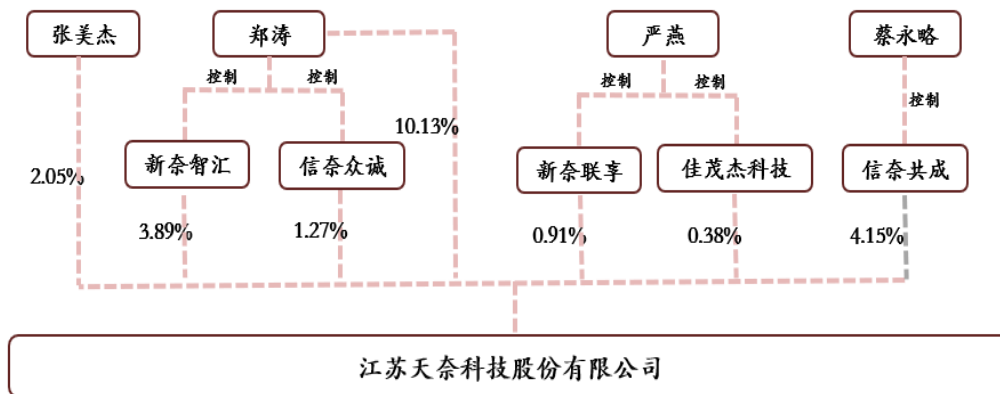 张美杰
郑涛
严燕
蔡永略
控制
控制
控制
控制
控制
10.13%
新奈智汇
信奈众诚
新奈联享
佳茂杰科技
信奈共成
2.05%
3.89%
1.27%
0.91%
0.38%
4.15%
江苏天奈科技股份有限公司